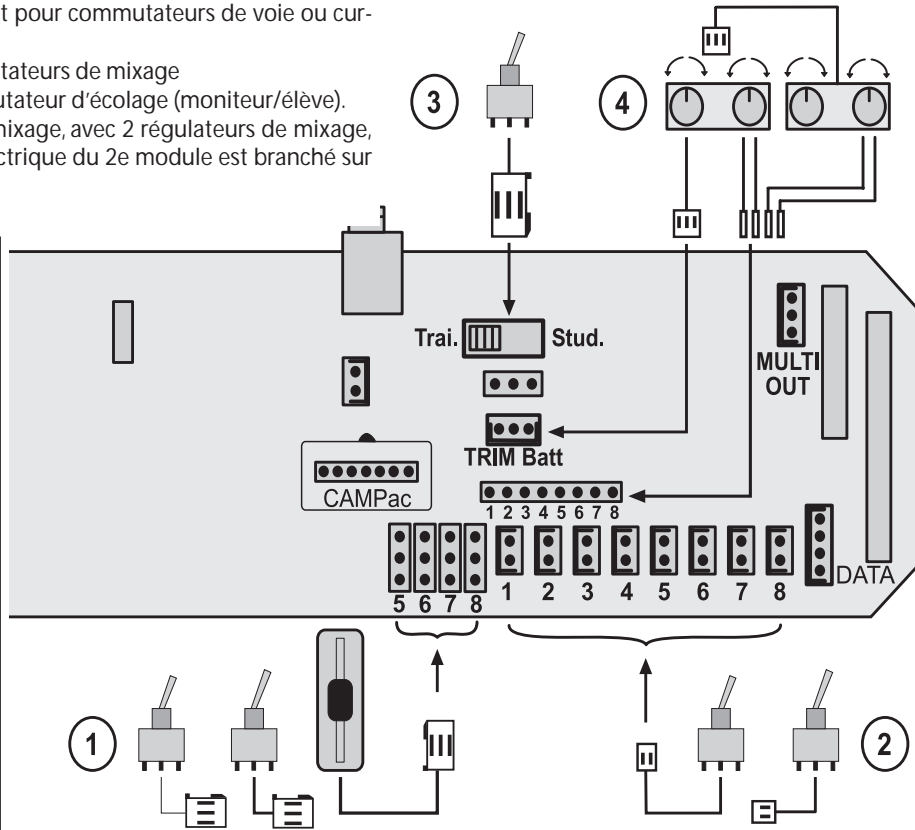 t pour commutateurs de voie ou cur-
tateurs de mixage
utateur d'écolage (moniteur/élève).
mixage, avec 2 régulateurs de mixage,
ctrique du 2e module est branché sur
3
4
Trai.
Stud.
MULTI
OUT
TRIM Batt
CAMPac
1 2 3 4 5 6 7 8
DATA
5 6 7 8 1 2 3 4 5 6 7 8
1
2